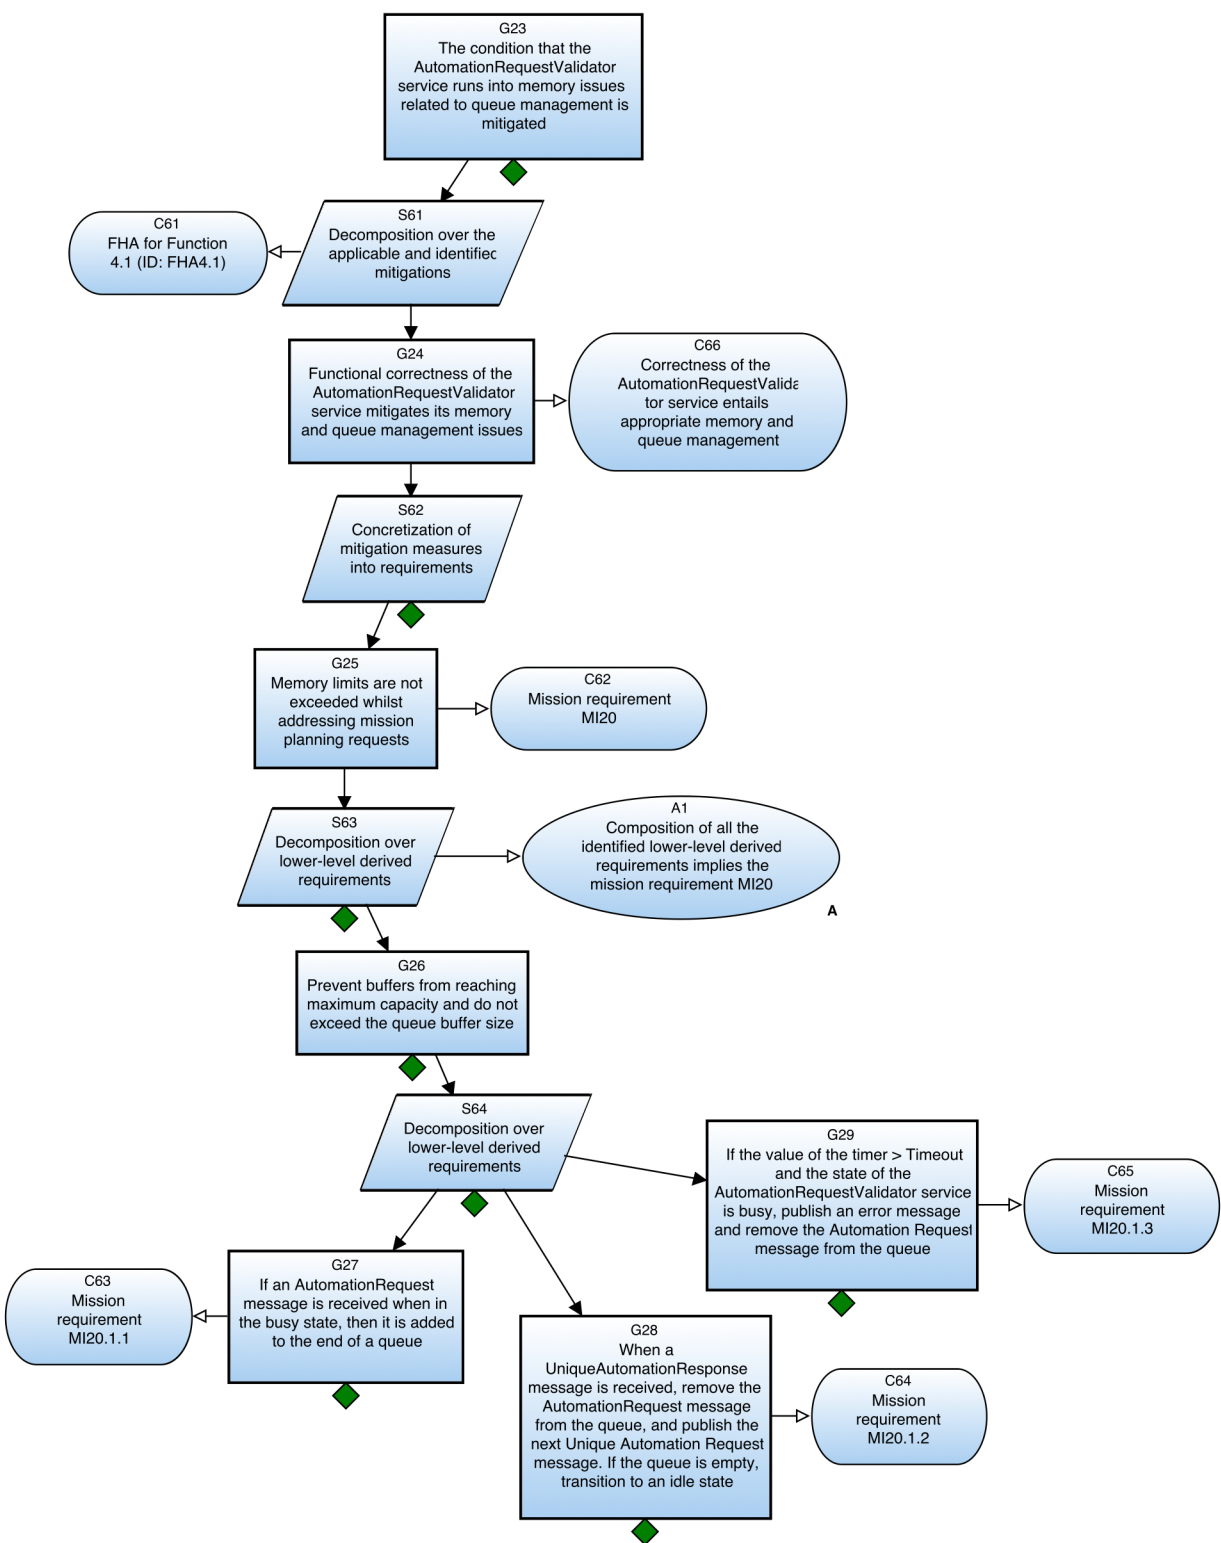 G23
The condition that the
AutomationRequestValidator
service runs into memory issues
related to queue management is
mitigated
C61
FHA for Function
4.1 (ID: FHA4.1)
S61
Decomposition over the
applicable and identified
mitigations
G24
Functional correctness of the
AutomationRequestValidator
service mitigates its memory
and queue management issues
C66
Correctness of the
AutomationRequestValida
tor service entails
appropriate memory and
queue management
S62
Concretization of
mitigation measures
into requirements
G25
Memory limits are not
exceeded whilst
addressing mission
planning requests
C62
Mission requirement
MI20
S63
Decomposition over
lower-level derived
requirements
A1
Composition of all the
identified lower-level derived
requirements implies the
mission requirement MI20
A
G26
Prevent buffers from reaching
maximum capacity and do not
exceed the queue buffer size
S64
Decomposition over
lower-level derived
requirements
G29
If the value of the timer > Timeout
and the state of the
AutomationRequestValidator service
is busy, publish an error message
and remove the Automation Request
message from the queue
C65
Mission
requirement
MI20.1.3
C63
Mission
requirement
MI20.1.1
G27
If an AutomationRequest
message is received when in
the busy state, then it is added
to the end of a queue
G28
When a
UniqueAutomationResponse
message is received, remove the
AutomationRequest message
from the queue, and publish the
next Unique Automation Request
message. If the queue is empty,
transition to an idle state
C64
Mission
requirement
MI20.1.2